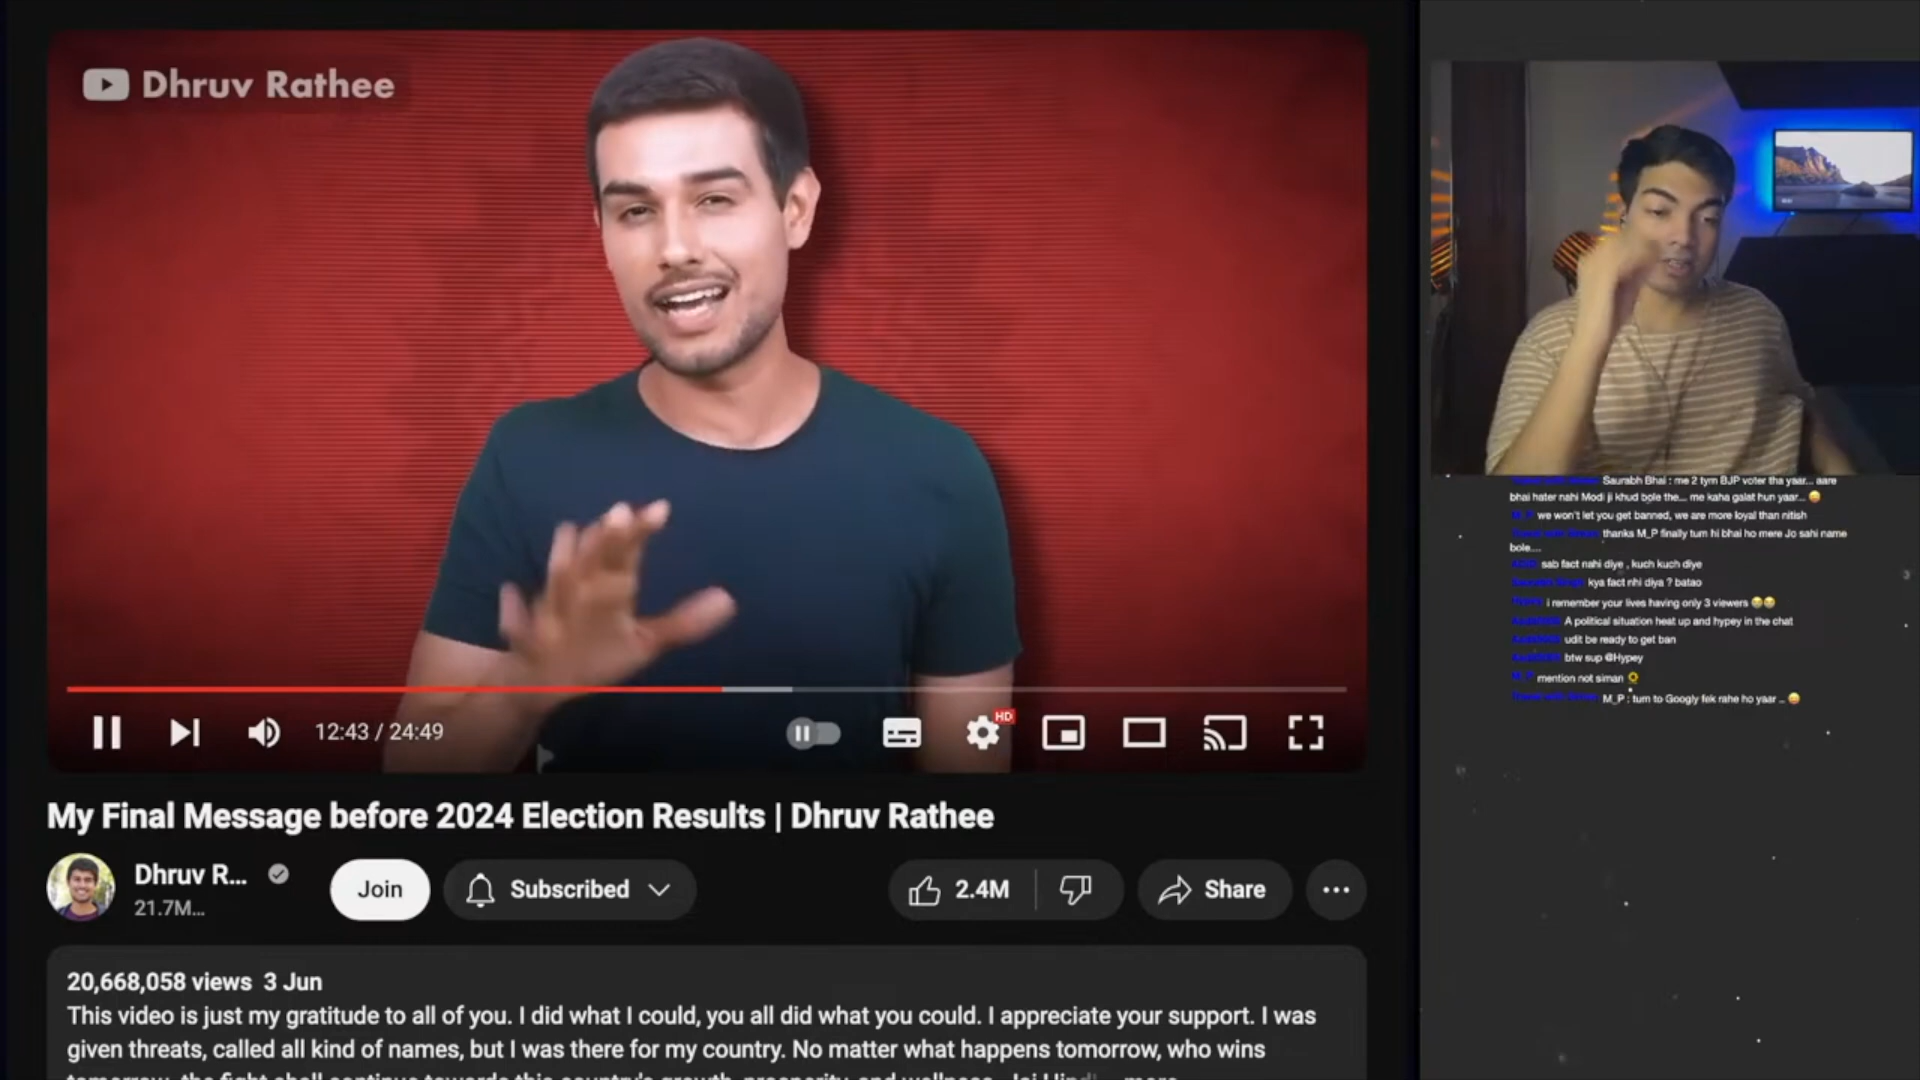 Dhruv Rathee
HD
12:43 / 24:49
My Final Message before 2024 Election Results | Dhruv Rathee
Dhruv R...
21.7M...
Join
Subscribed
2.4M
Share
20,668,058 views 3 Jun
This video is just my gratitude to all of you. I did what I could, you all did what you could. I appreciate your support. I was
given threats, called all kind of names, but I was there for my country. No matter what happens tomorrow, who wins
Saurabh Bhai : me 2 tym BJP voter tha yaar... aare
bhai hater nahi Modi ji khud bole the... me kaha galat hun yaar... 😄
M_P we won't let you get banned, we are more loyal than nitish
thanks M_P finally tum hi bhai ho mere Jo sahi name
bole....
sab fact nahi diye , kuch kuch diye
kya fact nhi diya ? batao
i remember your lives having only 3 viewers 😭😭
A political situation heat up and hypey in the chat
udit be ready to get ban
btw sup @Hypey
M_P mention not siman 🌻
M_P : tum to Googly fek rahe ho yaar .. 😄